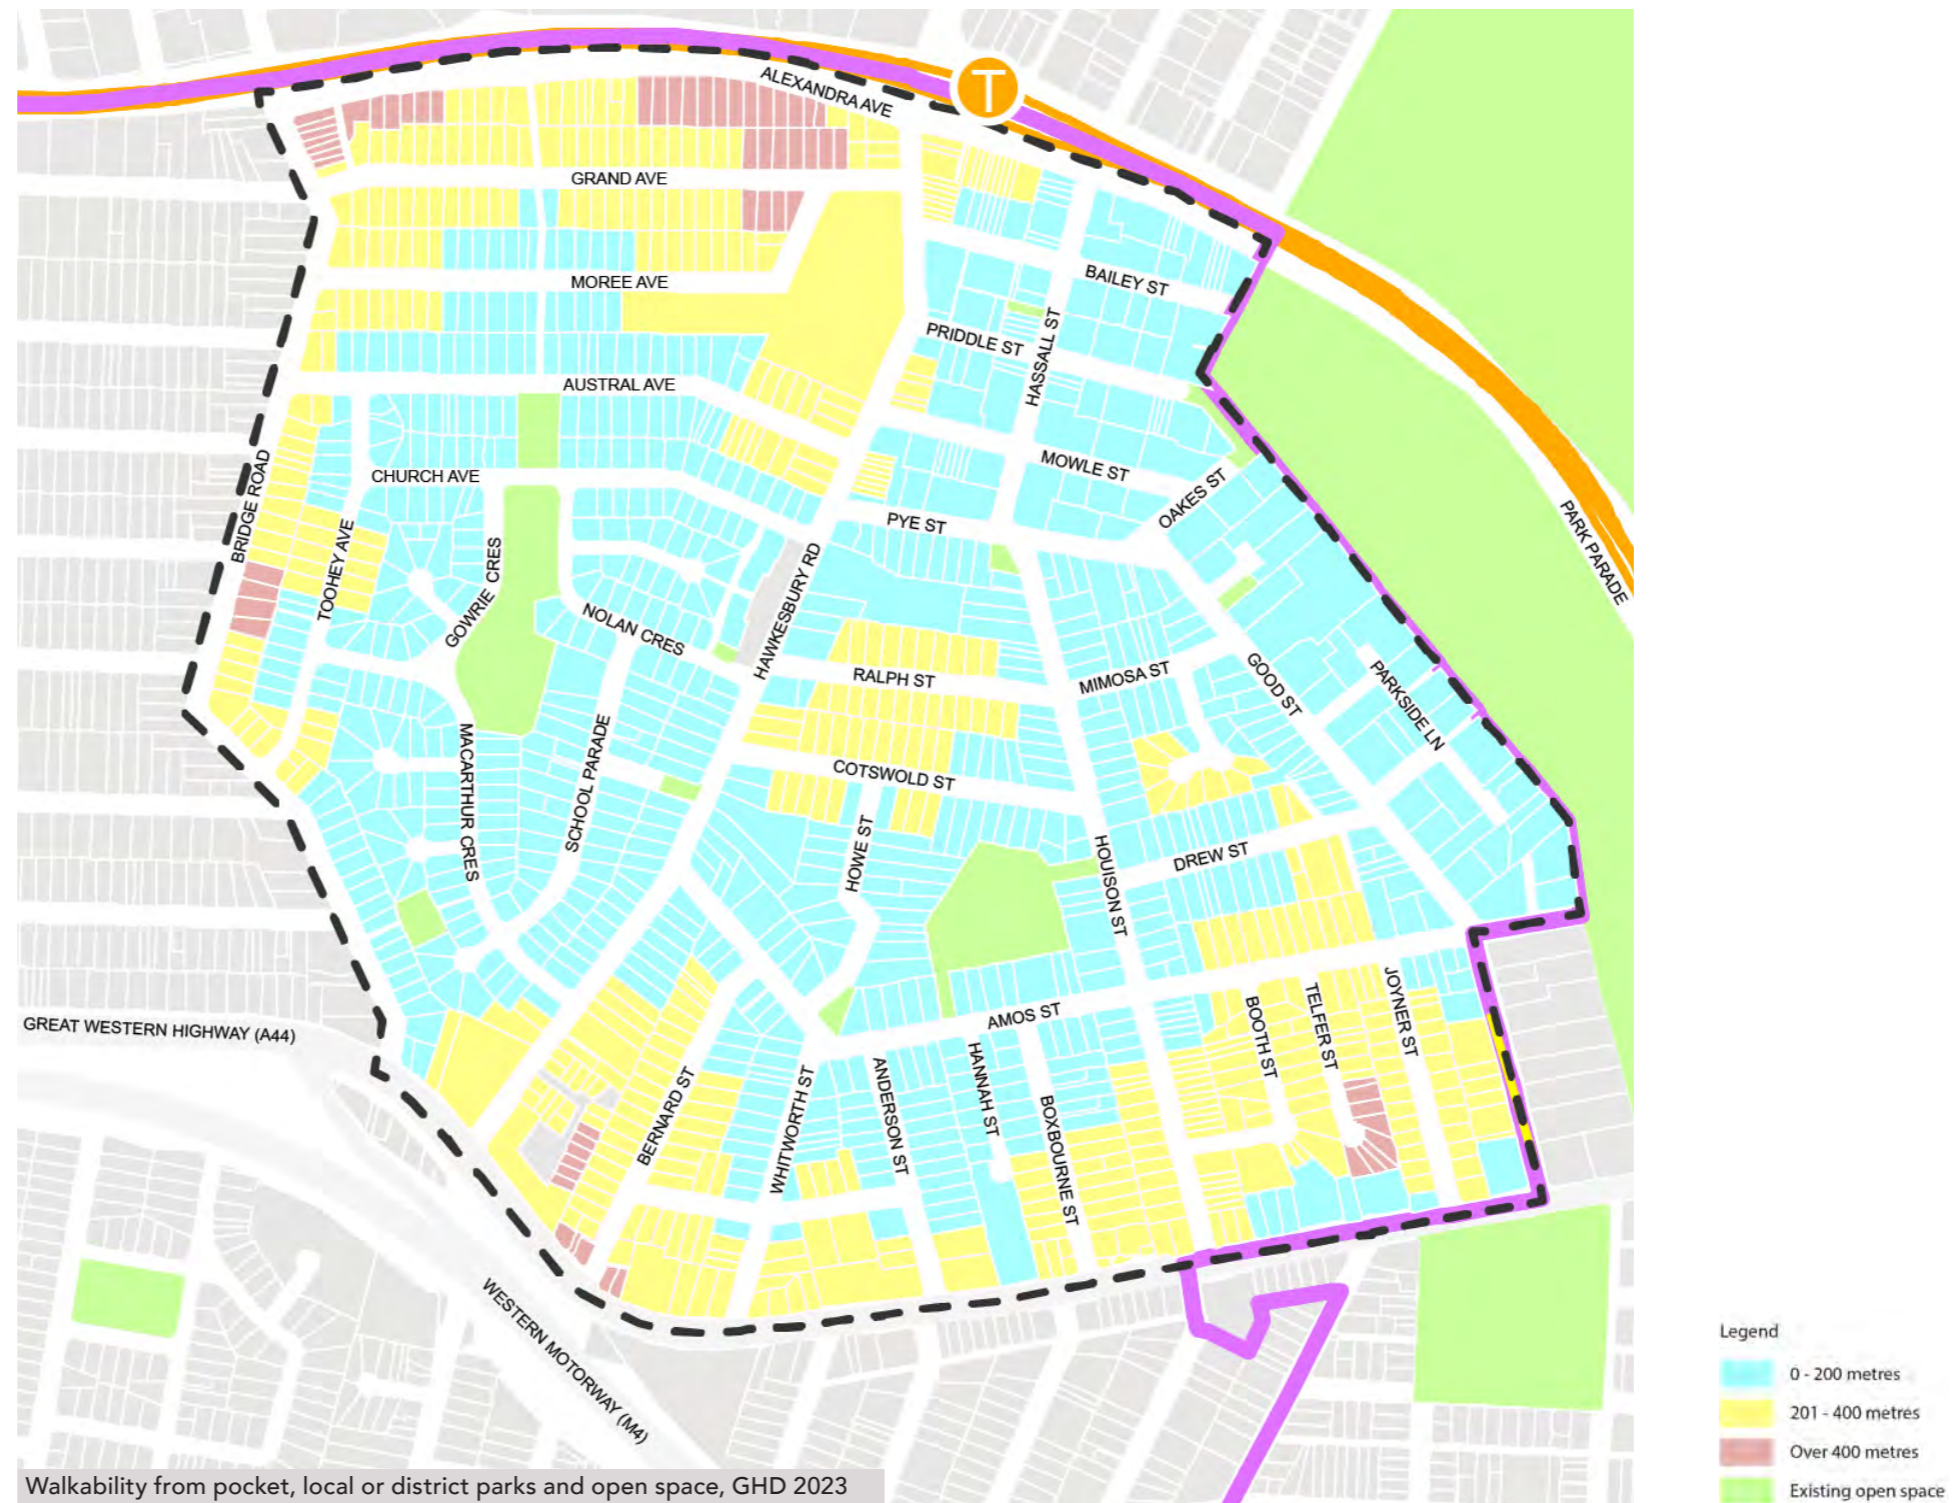 T
ALEXANDRA AVE
GRAND AVE
MOREE AVE
BAILEY ST
PRIDDLE ST
HASSALL ST
AUSTRAL AVE
CHURCH AVE
MOWLE ST
OAKES ST
PYE ST
BRIDGE ROAD
TOOHEY AVE
GOWRIE CRES
NOLAN CRES
HAWKESBURY RD
PARK PARADE
RALPH ST
MIMOSA ST
GOOD ST
PARKSIDE LN
MACARTHUR CRES
SCHOOL PARADE
COTSWOLD ST
HOWE ST
HOUISON ST
DREW ST
AMOS ST
JOYNER ST
TELFER ST
BOOTH ST
GREAT WESTERN HIGHWAY (A44)
BERNARD ST
WHITWORTH ST
ANDERSON ST
HANNAH ST
BOXBOURNE ST
WESTERN MOTORWAY (M4)
Legend
0 - 200 metres
201 - 400 metres
Over 400 metres
Existing open space
Walkability from pocket, local or district parks and open space, GHD 2023